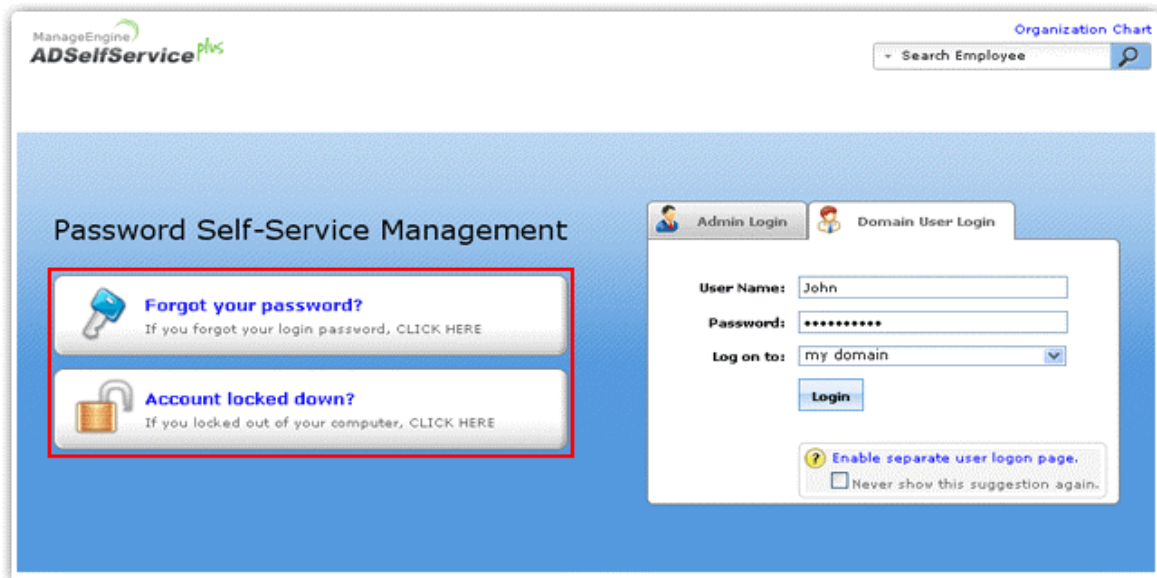 ManageEngine
ADSelfService plus
Organization Chart
Search Employee
Password Self-Service Management
Forgot your password?
If you forgot your login password, CLICK HERE
Account locked down?
If you locked out of your computer, CLICK HERE
Admin Login
Domain User Login
User Name: John
Password: ••••••••••
Log on to: my domain
Login
? Enable separate user logon page.
Never show this suggestion again.